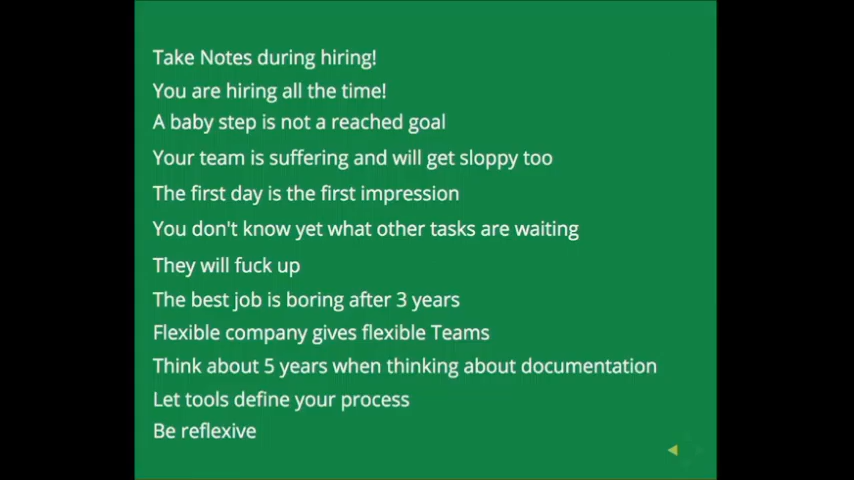 Take Notes during hiring!
You are hiring all the time!
A baby step is not a reached goal
Your team is suffering and will get sloppy too
The first day is the first impression
You don't know yet what other tasks are waiting
They will fuck up
The best job is boring after 3 years
Flexible company gives flexible Teams
Think about 5 years when thinking about documentation
Let tools define your process
Be reflexive